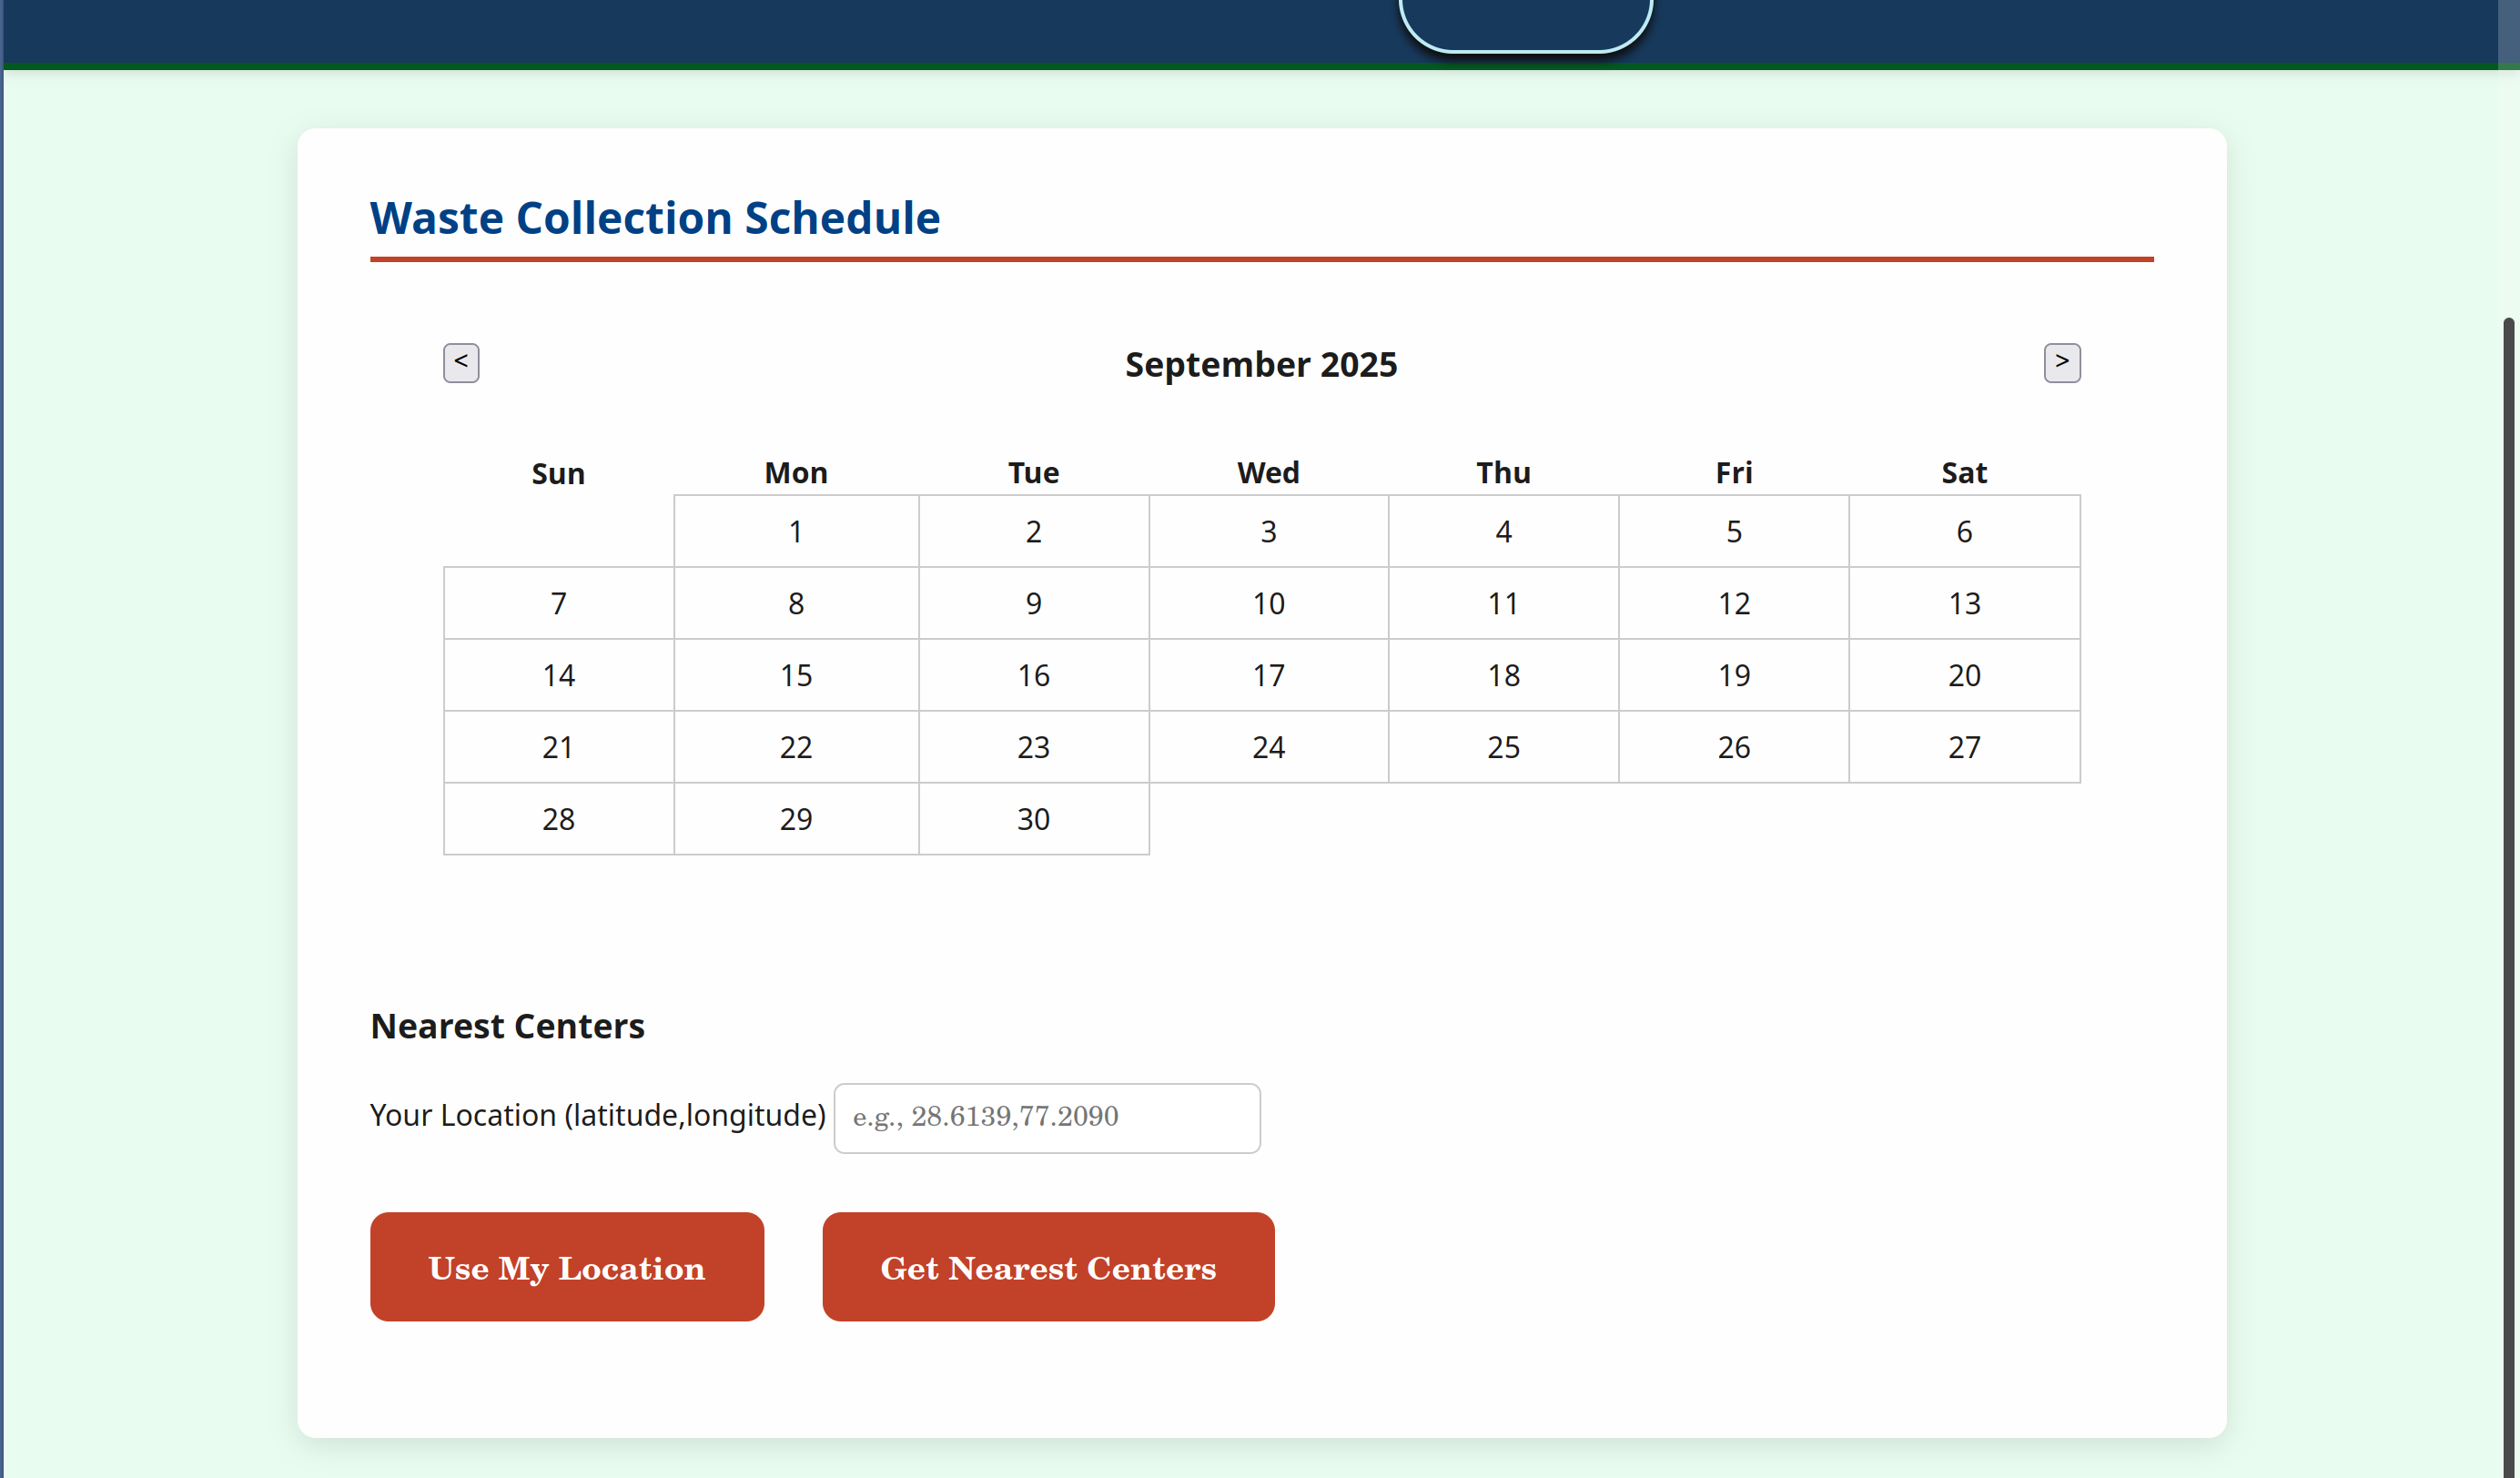 Waste Collection Schedule
< September 2025 >
Sun Mon Tue Wed Thu Fri Sat
1 2 3 4 5 6
7 8 9 10 11 12 13
14 15 16 17 18 19 20
21 22 23 24 25 26 27
28 29 30
Nearest Centers
Your Location (latitude,longitude) e.g., 28.6139,77.2090
Use My Location Get Nearest Centers